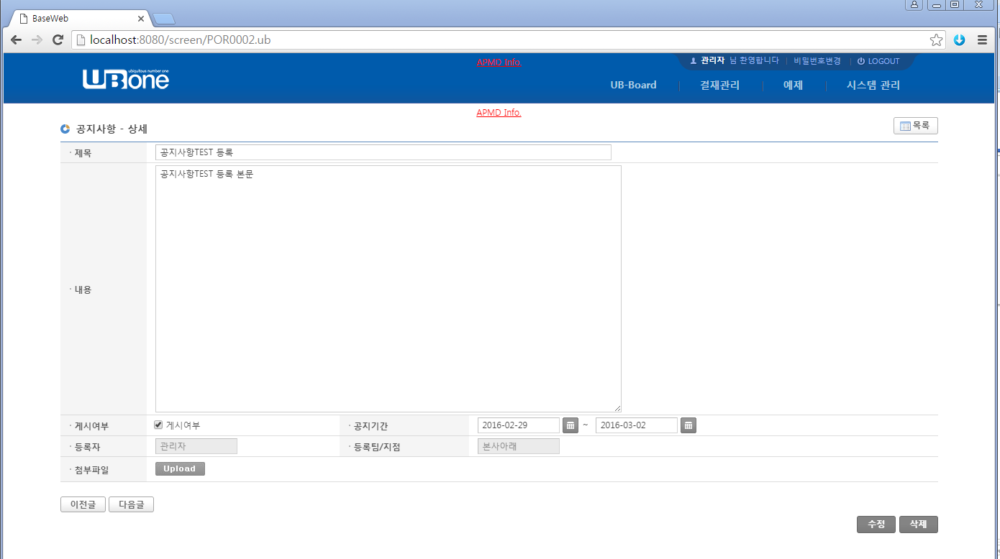 BaseWeb
localhost:8080/screen/POR0002.ub
APMD Info.
관리자 님 환영합니다 비밀번호변경 LOGOUT
ubiquitous number one
UBone
UB-Board 결재관리 예제 시스템 관리
APMD Info.
공지사항 - 상세
목록
· 제목 공지사항TEST 등록
공지사항TEST 등록 본문
· 내용
· 게시여부 게시여부 · 공지기간 2016-02-29 ~ 2016-03-02
· 등록자 관리자 · 등록팀/지점 본사아래
· 첨부파일 Upload
이전글 다음글
수정 삭제